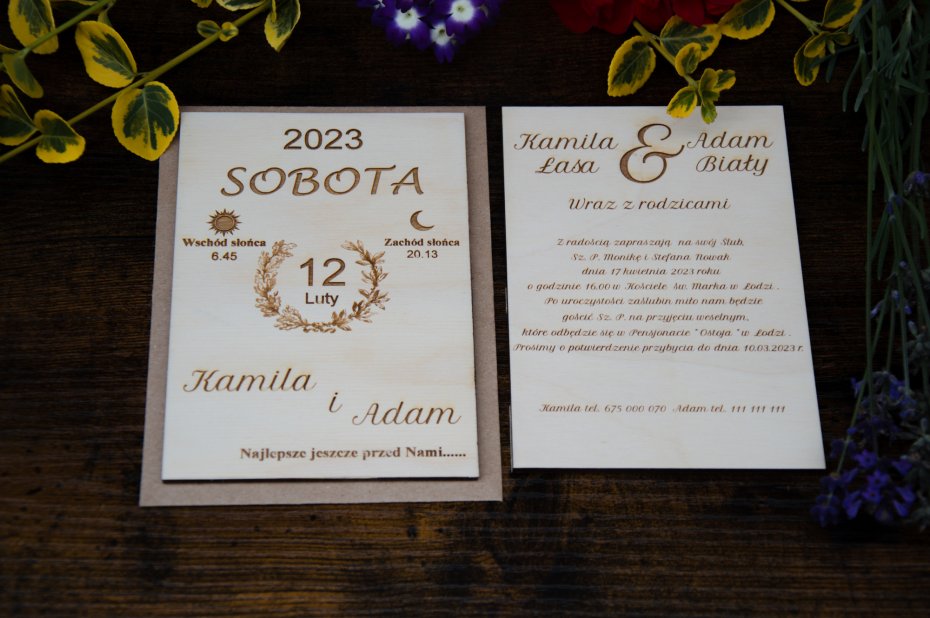 2023
SOBOTA
Wschód słońca
6.45
Zachód słońca
20.13
12
Luty
Kamila
i
Adam
Najlepsze jeszcze przed Nami......
Kamila & Adam
Łasa Biały
Wraz z rodzicami
Z radością zapraszają na swój Ślub,
Sz. P. Monikę i Stefana Nowak
dnia 17 kwietnia 2023 roku
o godzinie 16.00 w Kościele św. Marka w Łodzi .
Po uroczystości zaślubin miło nam będzie
gościć Sz. P. na przyjęciu weselnym,
które odbędzie się w Pensjonacie " Ostoja " w Łodzi .
Prosimy o potwierdzenie przybycia do dnia 10.03.2023 r.
Kamila tel. 675 000 070 Adam tel. 111 111 111